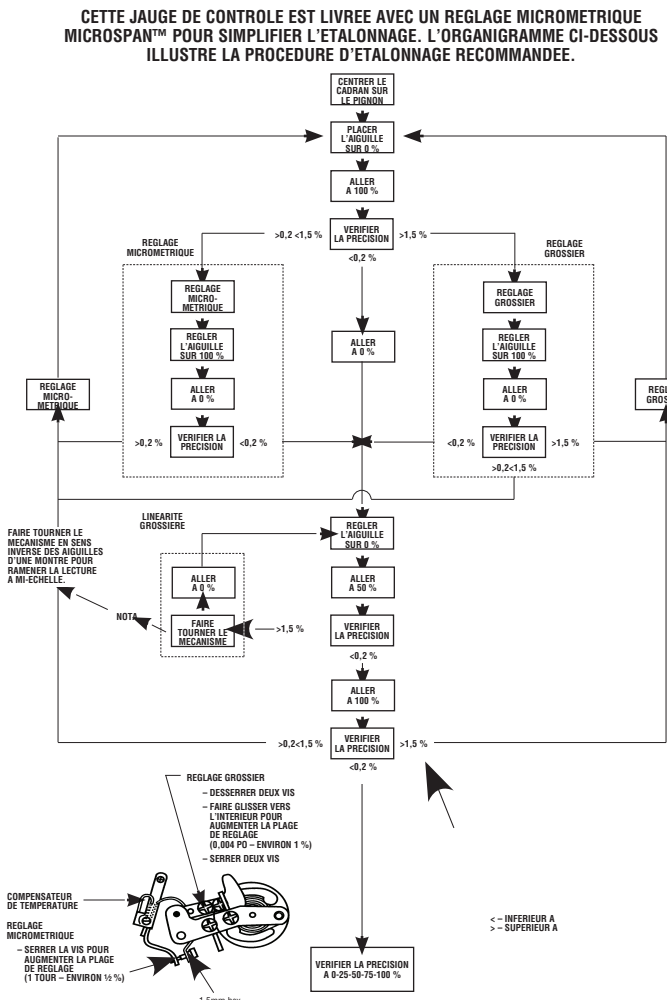 CETTE JAUGE DE CONTROLE EST LIVREE AVEC UN REGLAGE MICROMETRIQUE
MICROSPAN™ POUR SIMPLIFIER L'ETALONNAGE. L'ORGANIGRAMME CI-DESSOUS
ILLUSTRE LA PROCEDURE D'ETALONNAGE RECOMMANDEE.
CENTRER LE
CADRAN SUR
LE PIGNON
PLACER
L'AIGUILLE
SUR 0 %
ALLER
A 100 %
VERIFIER
LA PRECISION
>0,2 <1,5 %
>1,5 %
<0,2 %
REGLAGE
MICROMETRIQUE
REGLAGE
GROSSIER
REGLAGE
MICRO-
METRIQUE
REGLER
L'AIGUILLE
SUR 100 %
ALLER
A 0 %
VERIFIER LA
PRECISION
>0,2 %
<0,2 %
ALLER
A 0 %
REGLAGE
GROSSIER
REGLER
L'AIGUILLE
SUR 100 %
ALLER
A 0 %
VERIFIER LA
PRECISION
<0,2 %
>1,5 %
>0,2<1,5 %
REGLAGE
MICRO-
METRIQUE
REGL
GROS
FAIRE TOURNER LE
MECANISME EN SENS
INVERSE DES AIGUILLES
D'UNE MONTRE POUR
RAMENER LA LECTURE
A MI-ECHELLE.
NOTA
LINEARITE
GROSSIERE
ALLER
A 0 %
FAIRE
TOURNER LE
MECANISME
>1,5 %
REGLER
L'AIGUILLE
SUR 0 %
ALLER
A 50 %
VERIFIER
LA PRECISION
<0,2 %
ALLER
A 100 %
VERIFIER
LA PRECISION
>0,2<1,5 %
>1,5 %
<0,2 %
REGLAGE GROSSIER
– DESSERRER DEUX VIS
– FAIRE GLISSER VERS
L'INTERIEUR POUR
AUGMENTER LA PLAGE
DE REGLAGE
(0,004 PO – ENVIRON 1 %)
– SERRER DEUX VIS
COMPENSATEUR
DE TEMPERATURE
REGLAGE
MICROMETRIQUE
– SERRER LA VIS POUR
AUGMENTER LA PLAGE
DE REGLAGE
(1 TOUR – ENVIRON ½ %)
< – INFERIEUR A
> – SUPERIEUR A
VERIFIER LA PRECISION
A 0-25-50-75-100 %